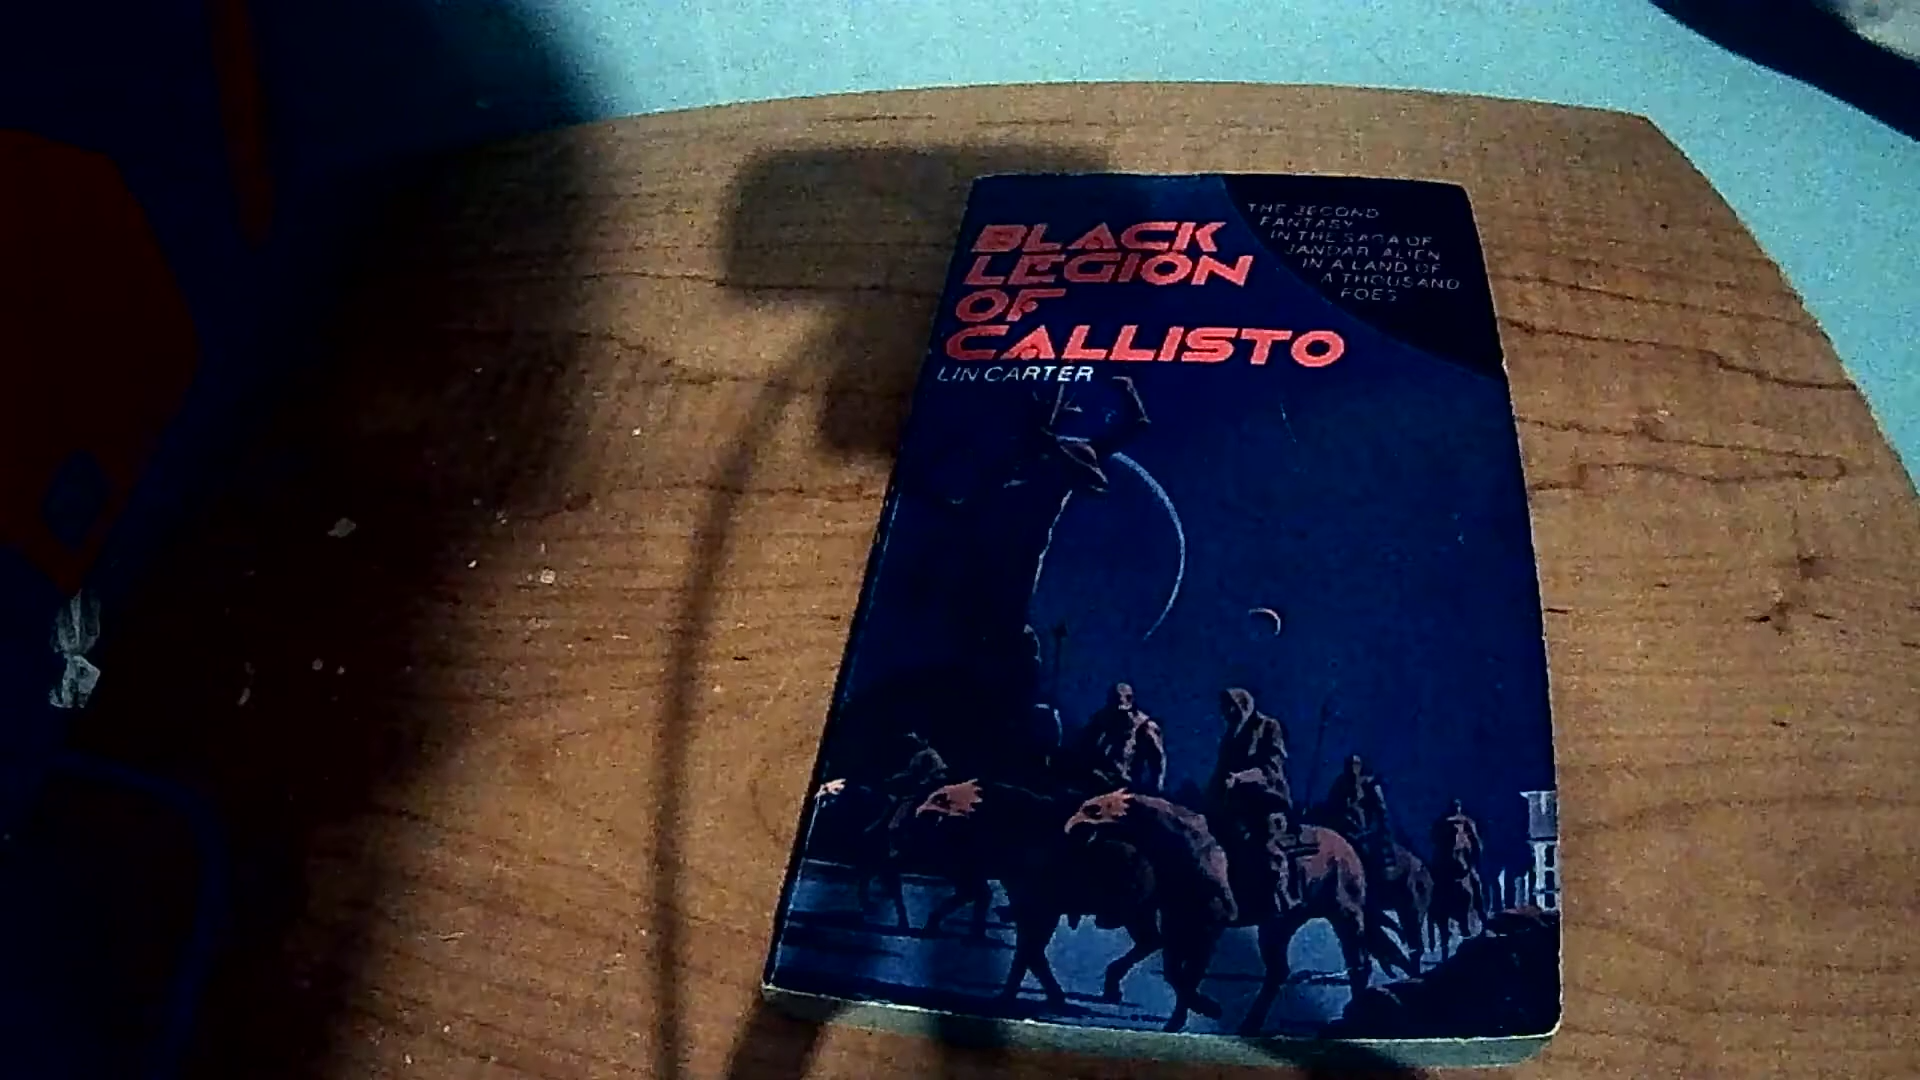 BLACK
LEGION
OF
CALLISTO
LIN CARTER
THE SECOND
FANTASY
IN THE SAGA OF
JANDAR, ALIEN
IN A LAND OF
A THOUSAND
FOES